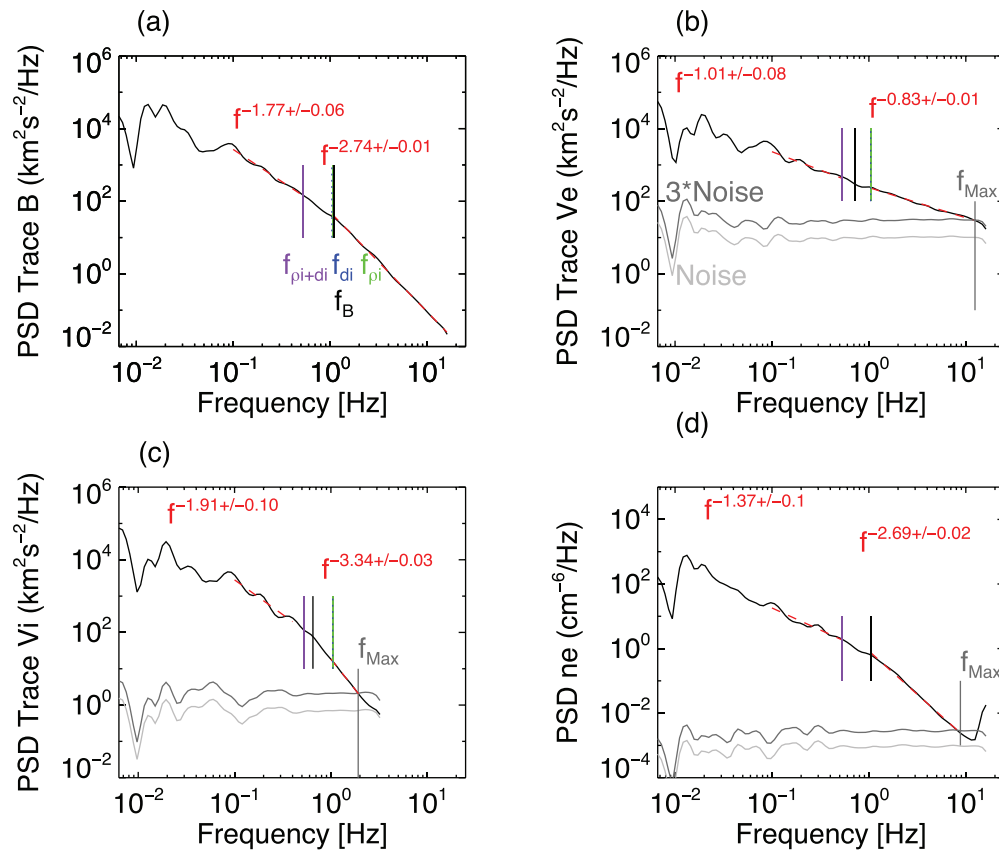 (a)
PSD Trace B (km²s⁻²/Hz)
10⁶
10⁴
10²
10⁰
10⁻²
f⁻¹·⁷⁷⁺/⁻⁰·⁰⁶
f⁻²·⁷⁴⁺/⁻⁰·⁰¹
fρi+di
fdi
fρi
fB
10⁻² 10⁻¹ 10⁰ 10¹
Frequency [Hz]
(b)
PSD Trace Ve (km²s⁻²/Hz)
10⁶
10⁴
10²
10⁰
10⁻²
f⁻¹·⁰¹⁺/⁻⁰·⁰⁸
f⁻⁰·⁸³⁺/⁻⁰·⁰¹
3*Noise
Noise
fMax
10⁻² 10⁻¹ 10⁰ 10¹
Frequency [Hz]
(c)
PSD Trace Vi (km²s⁻²/Hz)
10⁶
10⁴
10²
10⁰
10⁻²
f⁻¹·⁹¹⁺/⁻⁰·¹⁰
f⁻³·³⁴⁺/⁻⁰·⁰³
fMax
10⁻² 10⁻¹ 10⁰ 10¹
Frequency [Hz]
(d)
PSD ne (cm⁻⁶/Hz)
10⁴
10²
10⁰
10⁻²
10⁻⁴
f⁻¹·³⁷⁺/⁻⁰·¹
f⁻²·⁶⁹⁺/⁻⁰·⁰²
fMax
10⁻² 10⁻¹ 10⁰ 10¹
Frequency [Hz]